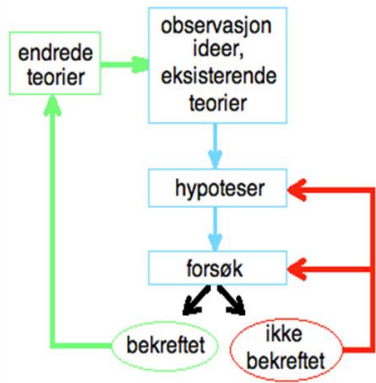 endrede
teorier
observasjon
ideer,
eksisterende
teorier
hypoteser
forsøk
bekreftet
ikke
bekreftet